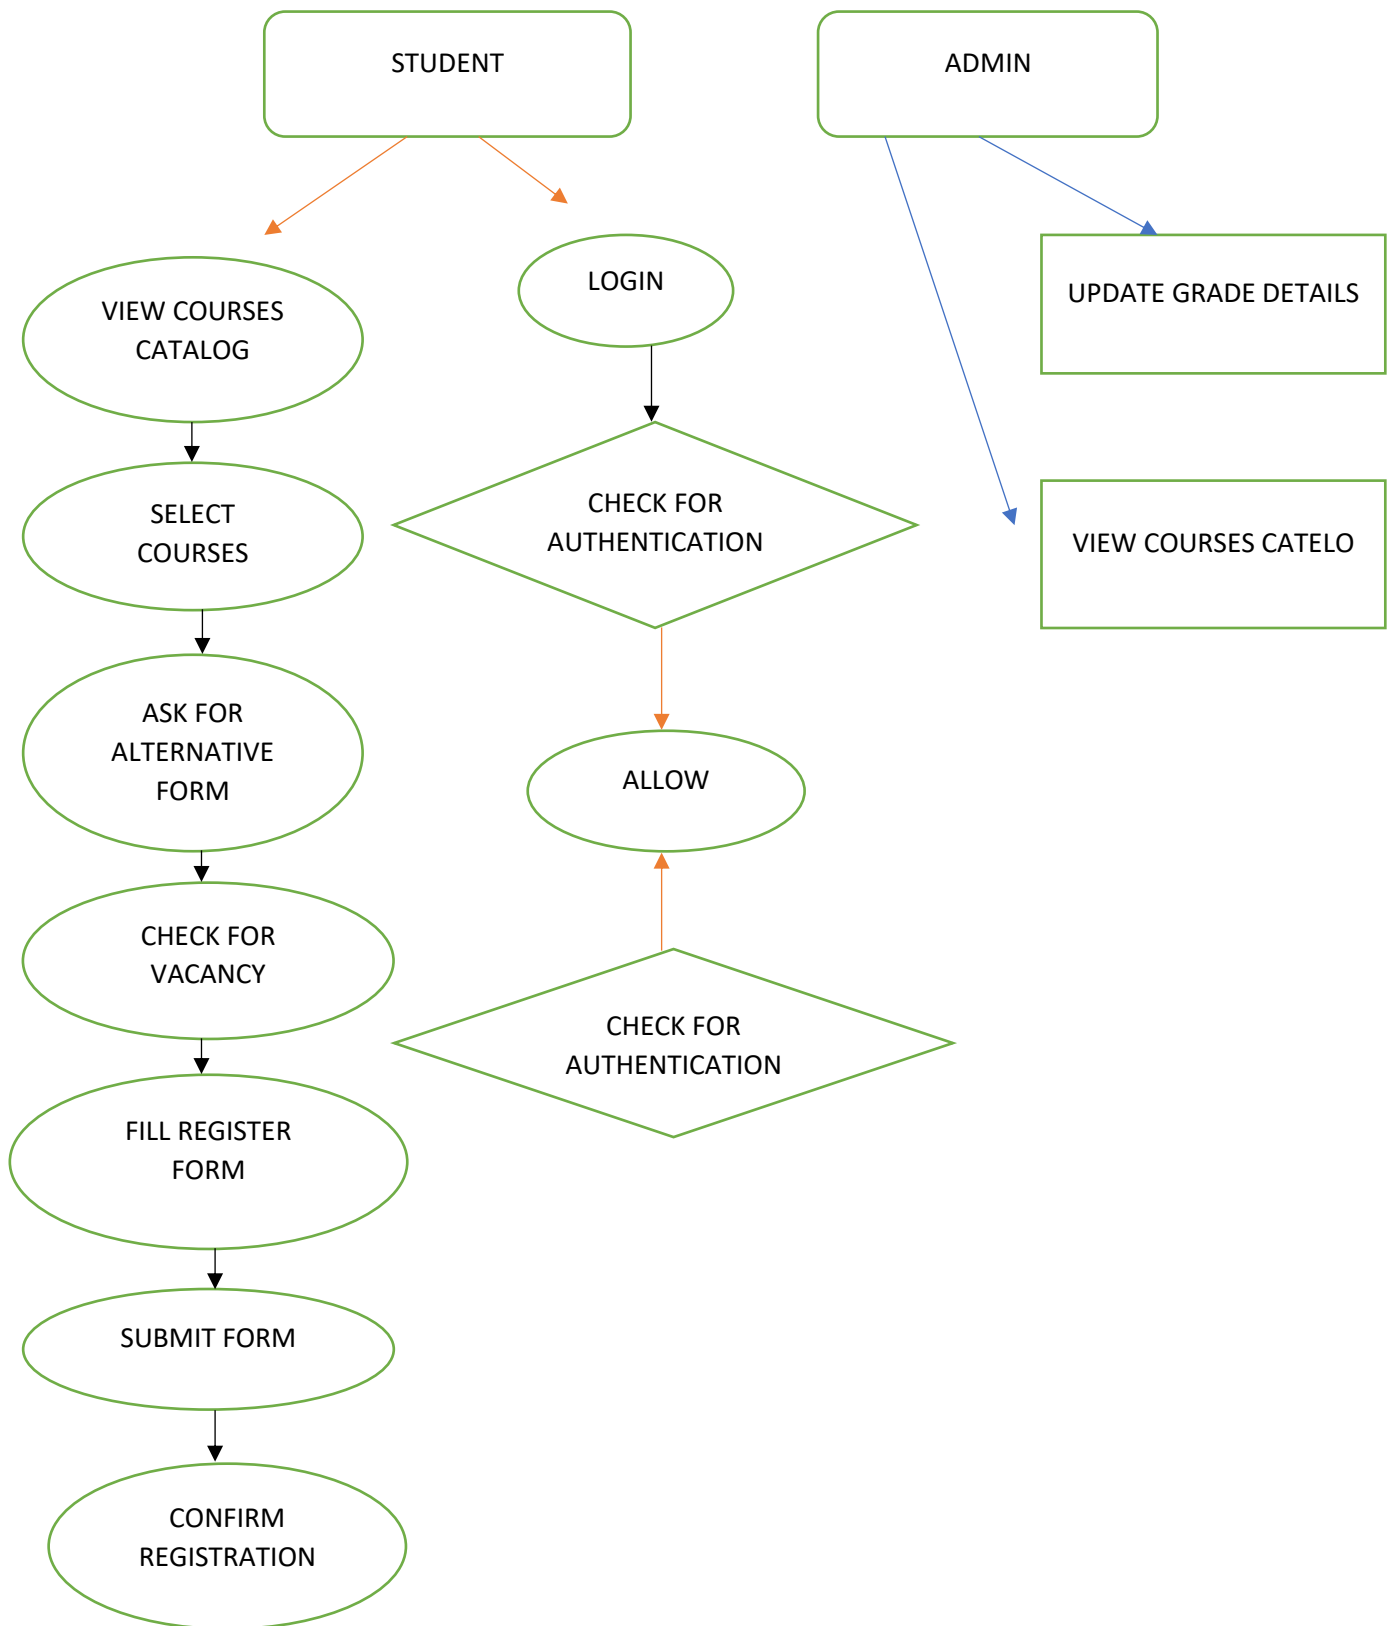 STUDENT
ADMIN
VIEW COURSES
CATALOG
LOGIN
UPDATE GRADE DETAILS
SELECT
COURSES
CHECK FOR
AUTHENTICATION
VIEW COURSES CATELO
ASK FOR
ALTERNATIVE
FORM
ALLOW
CHECK FOR
VACANCY
CHECK FOR
AUTHENTICATION
FILL REGISTER
FORM
SUBMIT FORM
CONFIRM
REGISTRATION